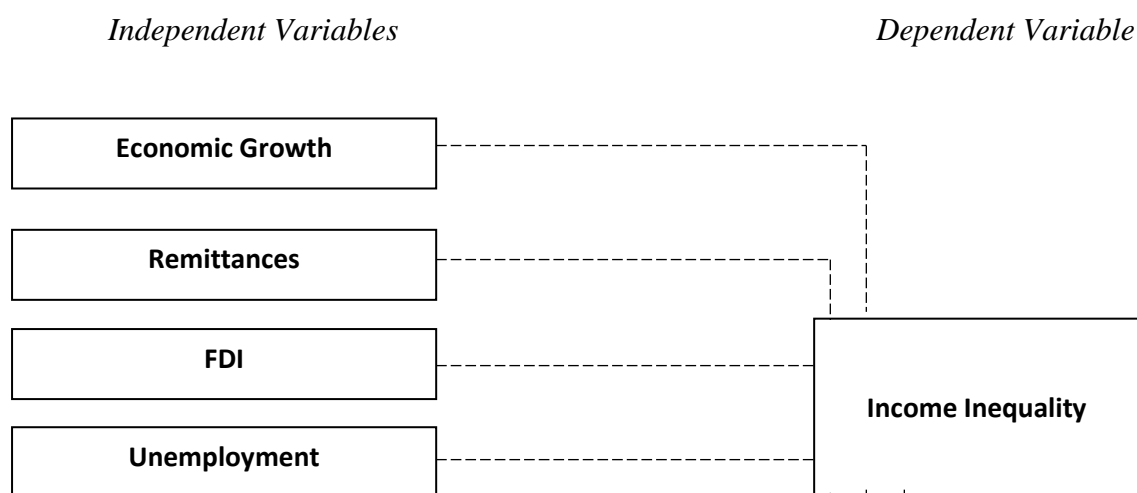 Independent Variables
Dependent Variable
Economic Growth
Remittances
FDI
Income Inequality
Unemployment